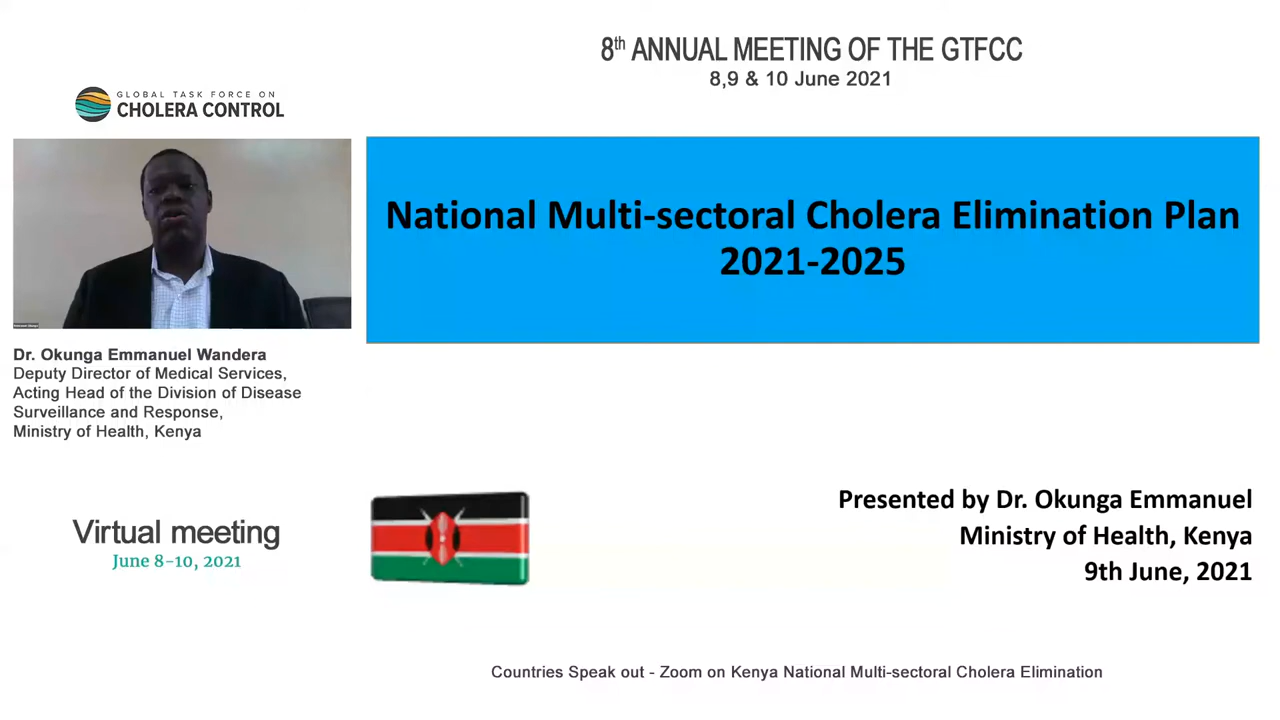 8th ANNUAL MEETING OF THE GTFCC
8,9 & 10 June 2021
GLOBAL TASK FORCE ON
CHOLERA CONTROL
National Multi-sectoral Cholera Elimination Plan
2021-2025
Dr. Okunga Emmanuel Wandera
Deputy Director of Medical Services,
Acting Head of the Division of Disease
Surveillance and Response,
Ministry of Health, Kenya
Virtual meeting
June 8-10, 2021
Presented by Dr. Okunga Emmanuel
Ministry of Health, Kenya
9th June, 2021
Countries Speak out - Zoom on Kenya National Multi-sectoral Cholera Elimination